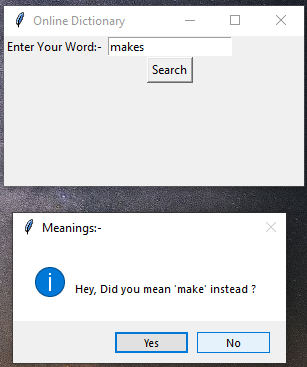 Online Dictionary
Enter Your Word:- makes
Search
Meanings:-
Hey, Did you mean 'make' instead ?
Yes No